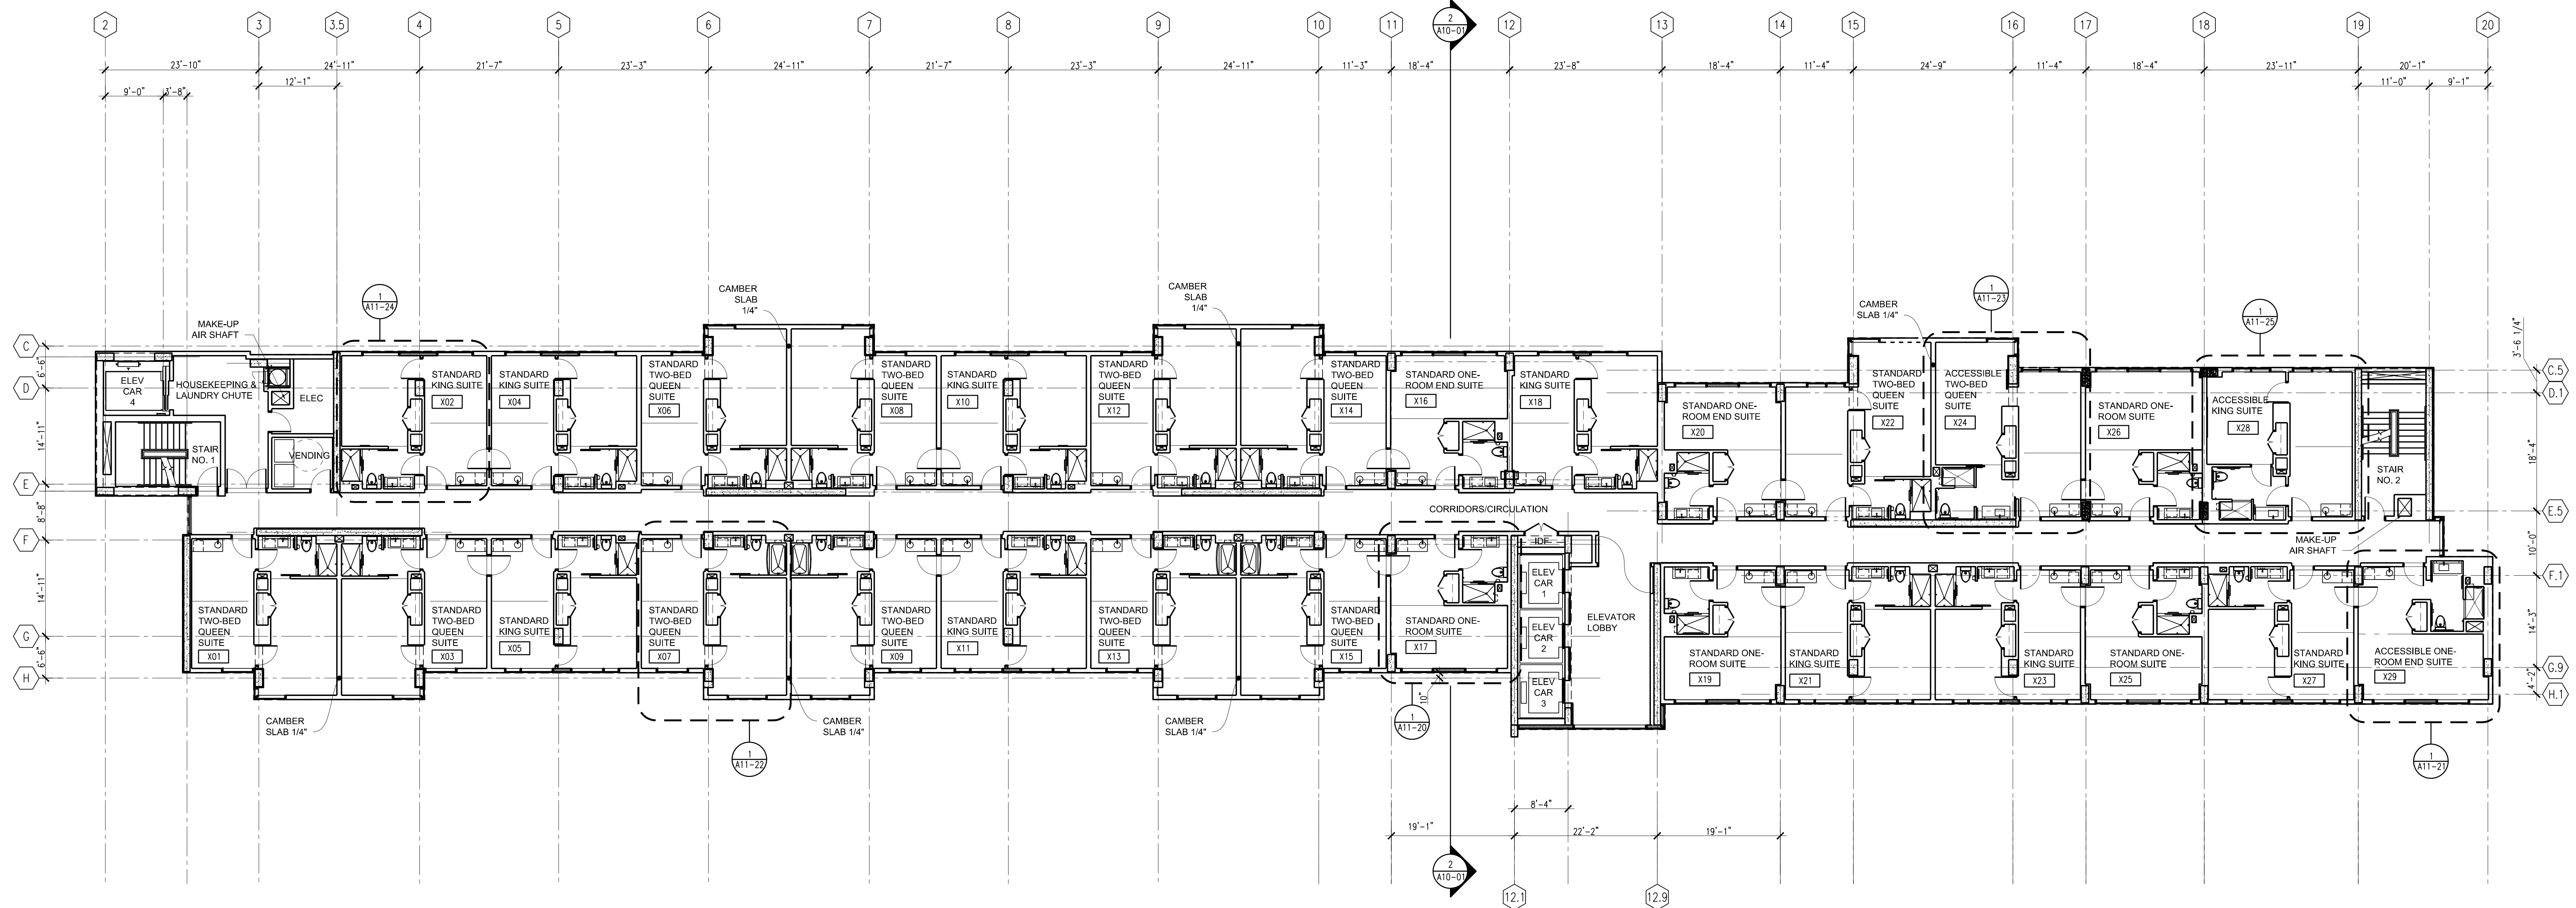 2 3 3.5 4 5 6 7 8 9 10 11 12 13 14 15 16 17 18 19 20
2
A10-01
23'-10" 24'-11" 21'-7" 23'-3" 24'-11" 21'-7" 23'-3" 24'-11" 11'-3" 18'-4" 23'-8" 18'-4" 11'-4" 24'-9" 11'-4" 18'-4" 23'-11" 20'-1"
12'-1" 11'-0" 9'-1"
9'-0" 3'-8"
CAMBER
SLAB
1/4"
CAMBER
SLAB
1/4"
CAMBER
SLAB 1/4"
1
A11-24
1
A11-23
1
A11-25
MAKE-UP
AIR SHAFT
C
D
E
F
G
H
6'-6"
14'-11"
8'-8"
14'-11"
6'-6"
C.5
D.1
E.5
F.1
G.9
H.1
3'-6 1/4"
18'-4"
10'-0"
14'-3"
4'-2"
ELEV
CAR
4
HOUSEKEEPING &
LAUNDRY CHUTE
ELEC
STAIR
NO. 1
VENDING
STANDARD
KING SUITE
X02
STANDARD
KING SUITE
X04
STANDARD
TWO-BED
QUEEN
SUITE
X06
STANDARD
TWO-BED
QUEEN
SUITE
X08
STANDARD
KING SUITE
X10
STANDARD
TWO-BED
QUEEN
SUITE
X12
STANDARD
TWO-BED
QUEEN
SUITE
X14
STANDARD ONE-
ROOM END SUITE
X16
STANDARD
KING SUITE
X18
STANDARD ONE-
ROOM END SUITE
X20
STANDARD
TWO-BED
QUEEN
SUITE
X22
ACCESSIBLE
TWO-BED
QUEEN
SUITE
X24
STANDARD ONE-
ROOM SUITE
X26
ACCESSIBLE
KING SUITE
X28
STAIR
NO. 2
CORRIDORS/CIRCULATION
MAKE-UP
AIR SHAFT
STANDARD
TWO-BED
QUEEN
SUITE
X01
STANDARD
TWO-BED
QUEEN
SUITE
X03
STANDARD
KING SUITE
X05
STANDARD
TWO-BED
QUEEN
SUITE
X07
STANDARD
TWO-BED
QUEEN
SUITE
X09
STANDARD
KING SUITE
X11
STANDARD
TWO-BED
QUEEN
SUITE
X13
STANDARD
TWO-BED
QUEEN
SUITE
X15
STANDARD ONE-
ROOM SUITE
X17
IDF
ELEV
CAR
1
ELEV
CAR
2
ELEV
CAR
3
ELEVATOR
LOBBY
STANDARD ONE-
ROOM SUITE
X19
STANDARD
KING SUITE
X21
STANDARD
KING SUITE
X23
STANDARD ONE-
ROOM SUITE
X25
STANDARD
KING SUITE
X27
ACCESSIBLE ONE-
ROOM END SUITE
X29
10"
CAMBER
SLAB 1/4"
CAMBER
SLAB 1/4"
CAMBER
SLAB 1/4"
1
A11-22
1
A11-20
1
A11-21
8'-4"
19'-1" 22'-2" 19'-1"
2
A10-01
12.1 12.9